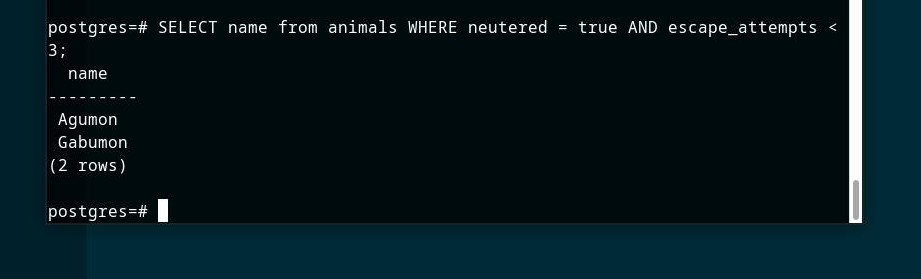 postgres=# SELECT name from animals WHERE neutered = true AND escape_attempts <
3;
  name
---------
 Agumon
 Gabumon
(2 rows)
postgres=#